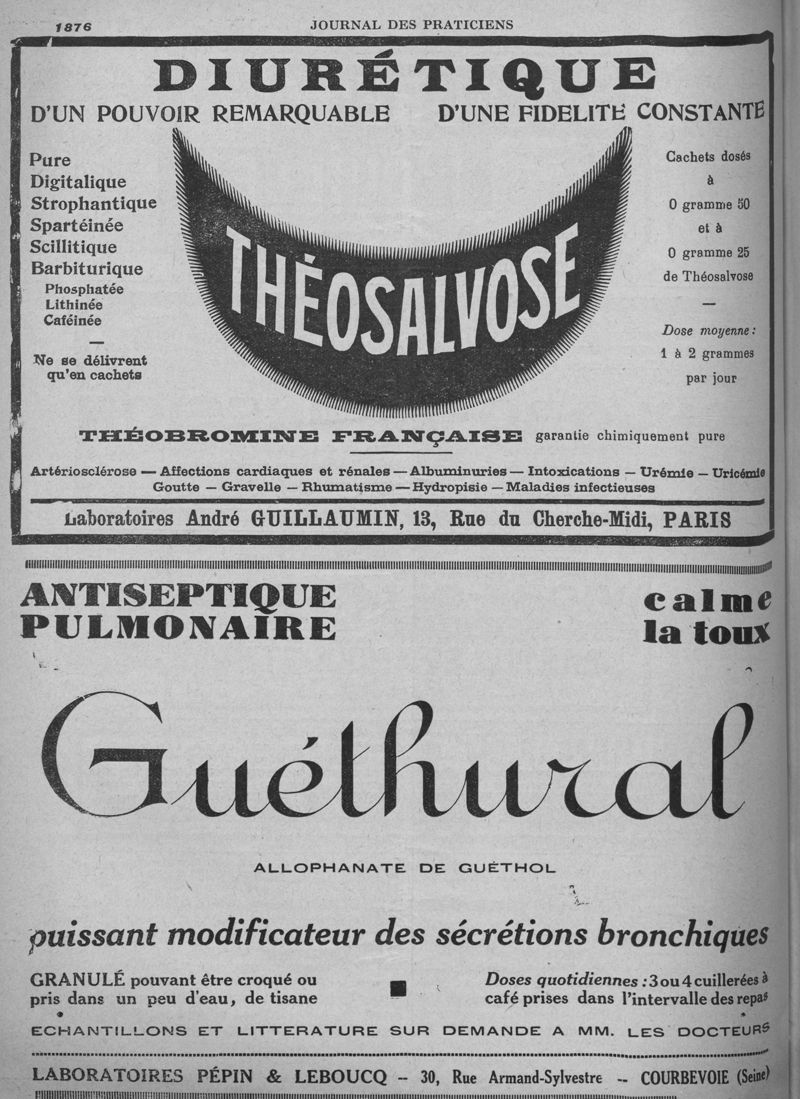 1876
JOURNAL DES PRATICIENS
DIURÉTIQUE
D'UN POUVOIR REMARQUABLE D'UNE FIDELITÉ CONSTANTE
Pure
Digitalique
Strophantique
Spartéinée
Scillitique
Barbiturique
Phosphatée
Lithinée
Caféinée
—
Ne se délivrent
qu'en cachets
THÉOSALVOSE
Cachets dosés
à
0 gramme 50
et à
0 gramme 25
de Théosalvose
—
Dose moyenne :
1 à 2 grammes
par jour
THÉOBROMINE FRANÇAISE garantie chimiquement pure
Artériosclérose — Affections cardiaques et rénales — Albuminuries — Intoxications — Urémie — Uricémie
Goutte — Gravelle — Rhumatisme — Hydropisie — Maladies infectieuses
Laboratoires André GUILLAUMIN, 13, Rue du Cherche-Midi, PARIS
ANTISEPTIQUE
PULMONAIRE
calme
la toux
Guéthural
ALLOPHANATE DE GUÉTHOL
puissant modificateur des sécrétions bronchiques
GRANULÉ pouvant être croqué ou
pris dans un peu d'eau, de tisane
Doses quotidiennes : 3 ou 4 cuillerées à
café prises dans l'intervalle des repas
ECHANTILLONS ET LITTERATURE SUR DEMANDE A MM. LES DOCTEURS
LABORATOIRES PÉPIN & LEBOUCQ -- 30, Rue Armand-Sylvestre -- COURBEVOIE (Seine)